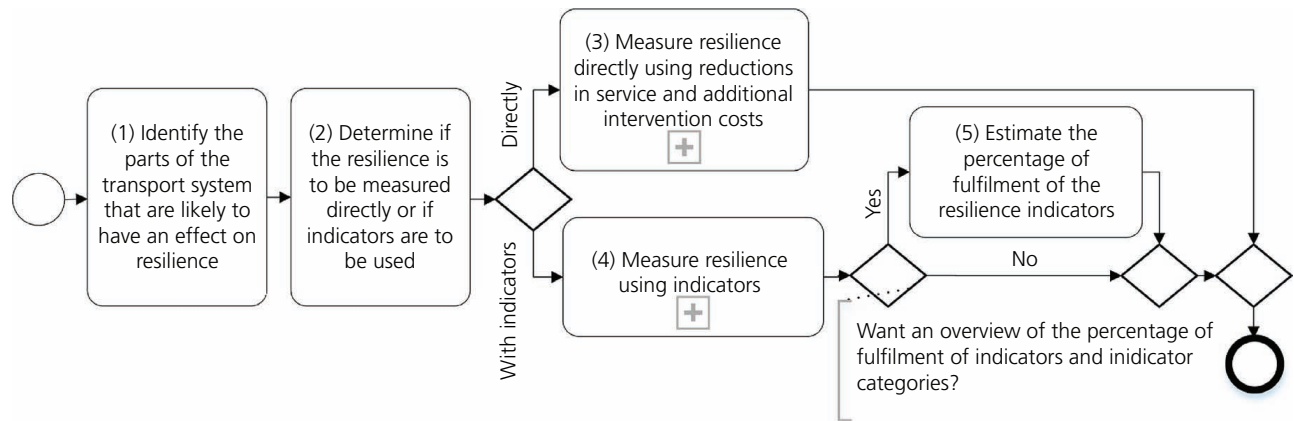 (1) Identify the
parts of the
transport system
that are likely to
have an effect on
resilience
(2) Determine if
the resilience is
to be measured
directly or if
indicators are to
be used
Directly
With indicators
(3) Measure resilience
directly using reductions
in service and additional
intervention costs
(4) Measure resilience
using indicators
Yes
No
(5) Estimate the
percentage of
fulfilment of the
resilience indicators
Want an overview of the percentage of
fulfilment of indicators and inidicator
categories?